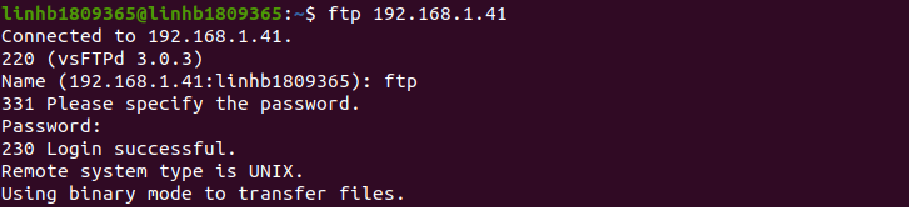 linhb1809365@linhb1809365:~$ ftp 192.168.1.41
Connected to 192.168.1.41.
220 (vsFTPd 3.0.3)
Name (192.168.1.41:linhb1809365): ftp
331 Please specify the password.
Password:
230 Login successful.
Remote system type is UNIX.
Using binary mode to transfer files.